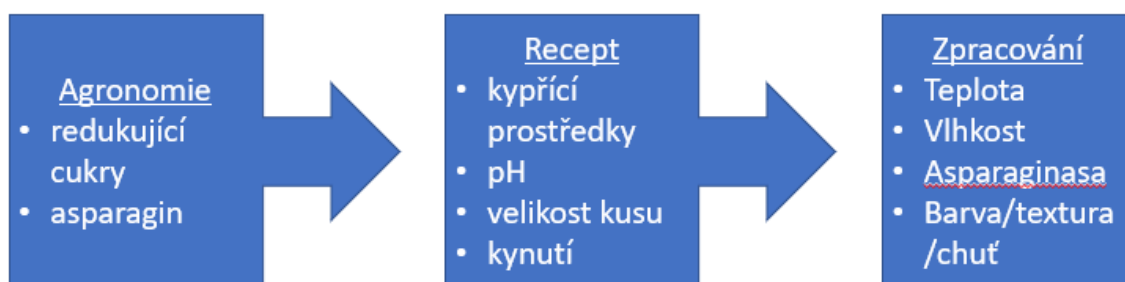 Agronomie
• redukující
cukry
• asparagin
Recept
• kypřící
prostředky
• pH
• velikost kusu
• kynutí
Zpracování
• Teplota
• Vlhkost
• Asparaginasa
• Barva/textura
/chuť